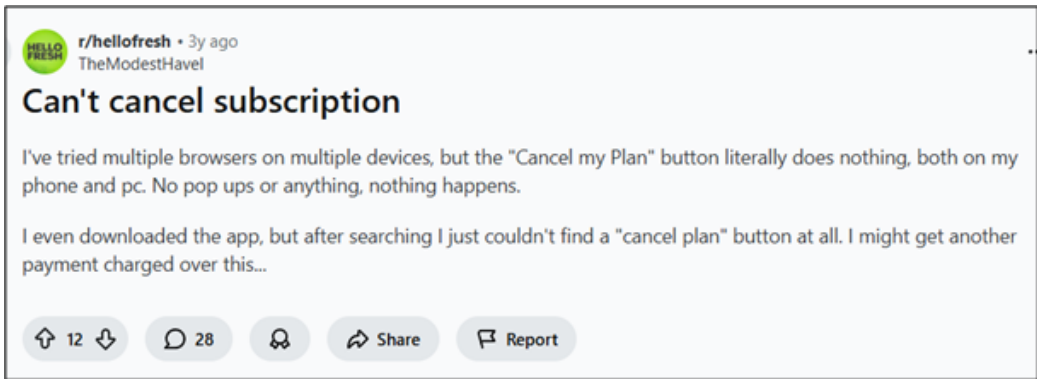 HELLO
FRESH
r/hellofresh • 3y ago
TheModestHavel
Can't cancel subscription
I've tried multiple browsers on multiple devices, but the "Cancel my Plan" button literally does nothing, both on my
phone and pc. No pop ups or anything, nothing happens.
I even downloaded the app, but after searching I just couldn't find a "cancel plan" button at all. I might get another
payment charged over this...
12
28
Share
Report